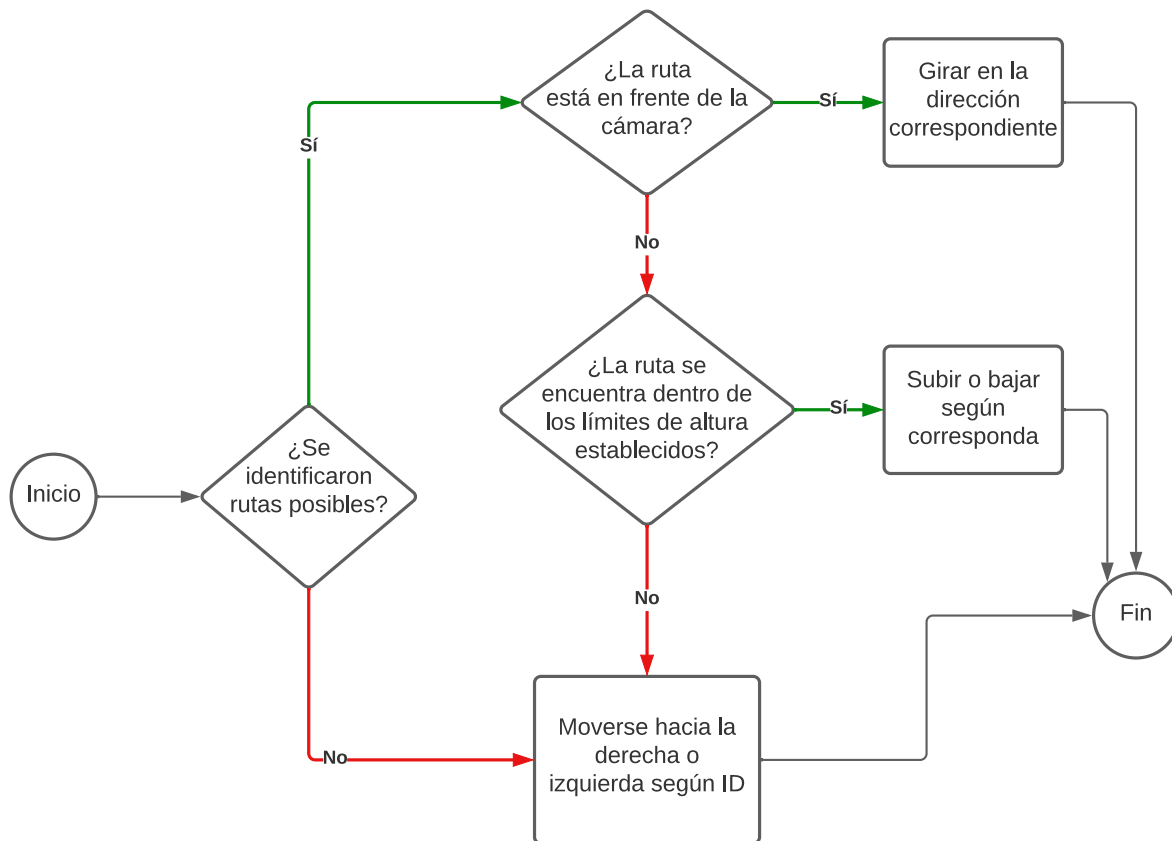 ¿La ruta
está en frente de la
cámara?
Sí
Girar en la
dirección
correspondiente
Sí
No
¿La ruta se
encuentra dentro de
los límites de altura
establecidos?
Sí
Subir o bajar
según
corresponda
Inicio
¿Se
identificaron
rutas posibles?
No
Fin
No
Moverse hacia la
derecha o
izquierda según ID